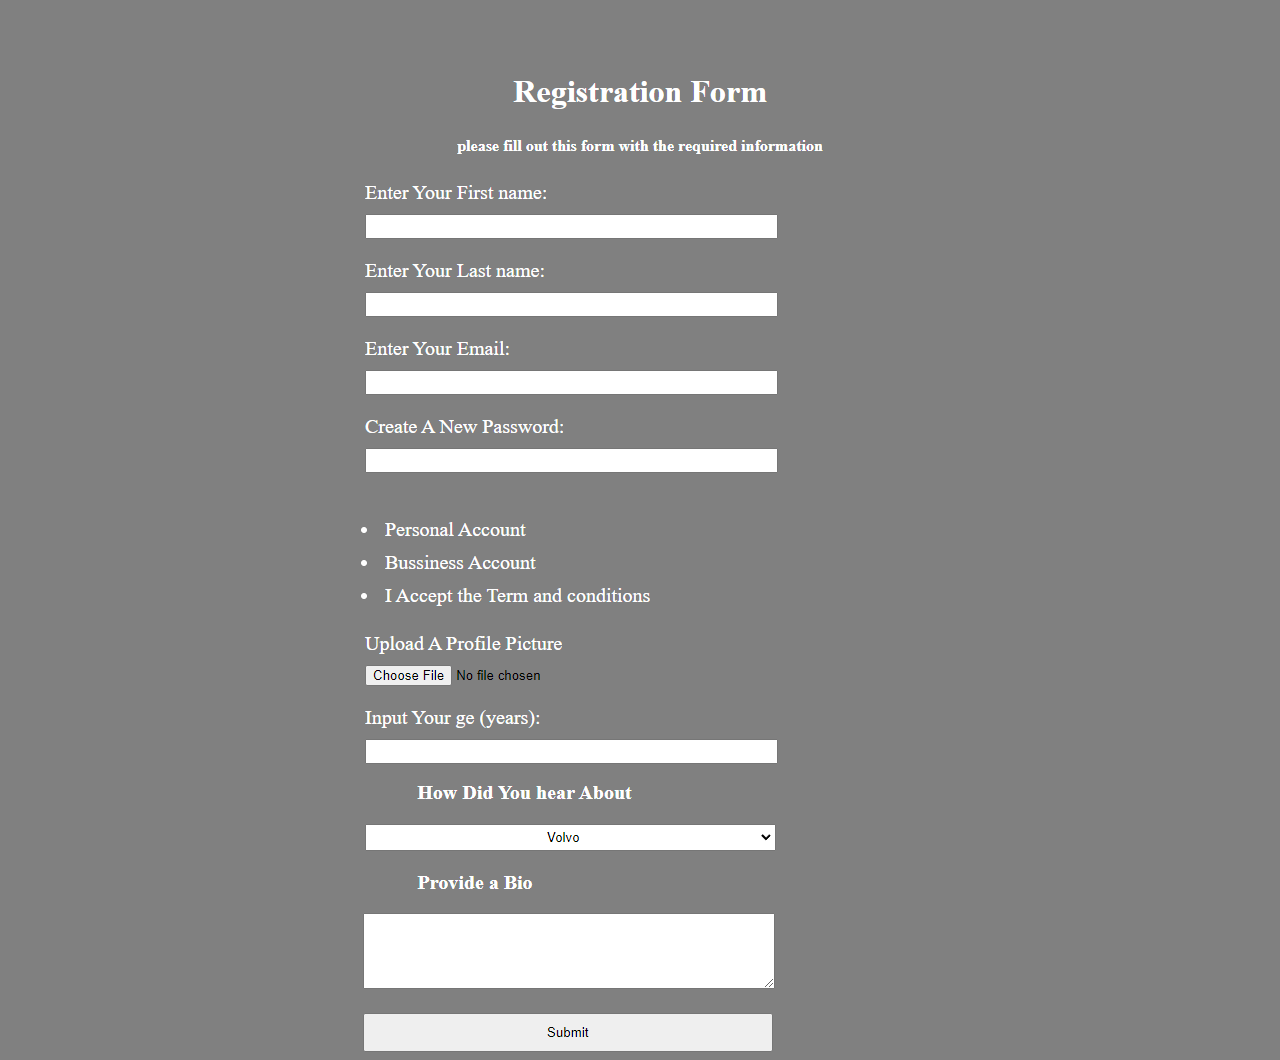 Registration Form
please fill out this form with the required information
Enter Your First name:
Enter Your Last name:
Enter Your Email:
Create A New Password:
Personal Account
Bussiness Account
I Accept the Term and conditions
Upload A Profile Picture
Choose File No file chosen
Input Your ge (years):
How Did You hear About
Volvo
Provide a Bio
Submit